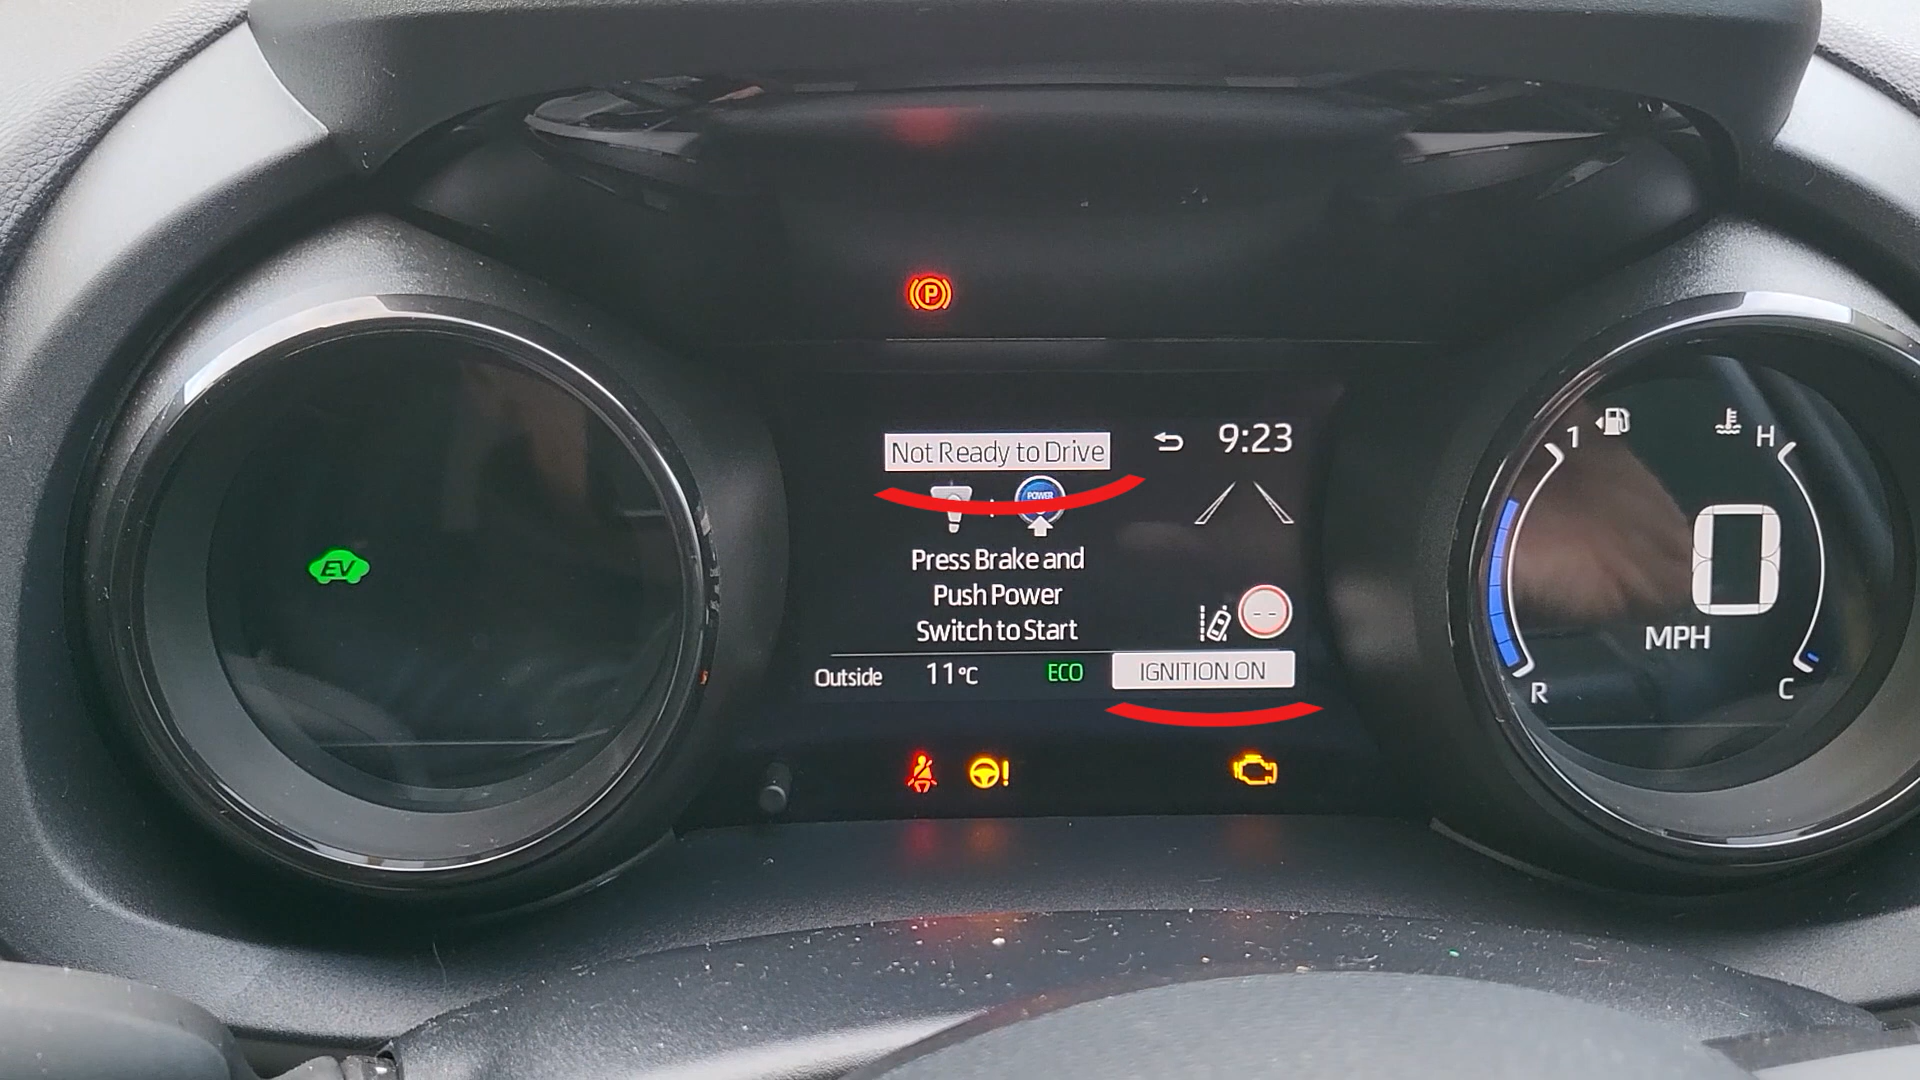 P
Not Ready to Drive
9:23
POWER
Press Brake and
Push Power
Switch to Start
Outside 11°C ECO IGNITION ON
EV
1 H
0
MPH
R C
--